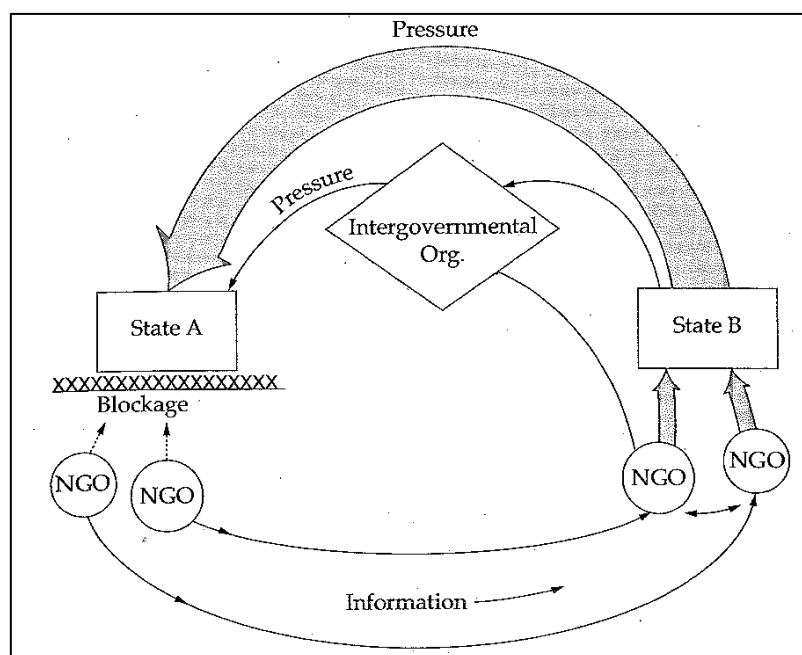 Pressure
Pressure
Intergovernmental
Org.
State A
State B
XXXXXXXXXXXXXXXXXX
Blockage
NGO
NGO
NGO
NGO
Information